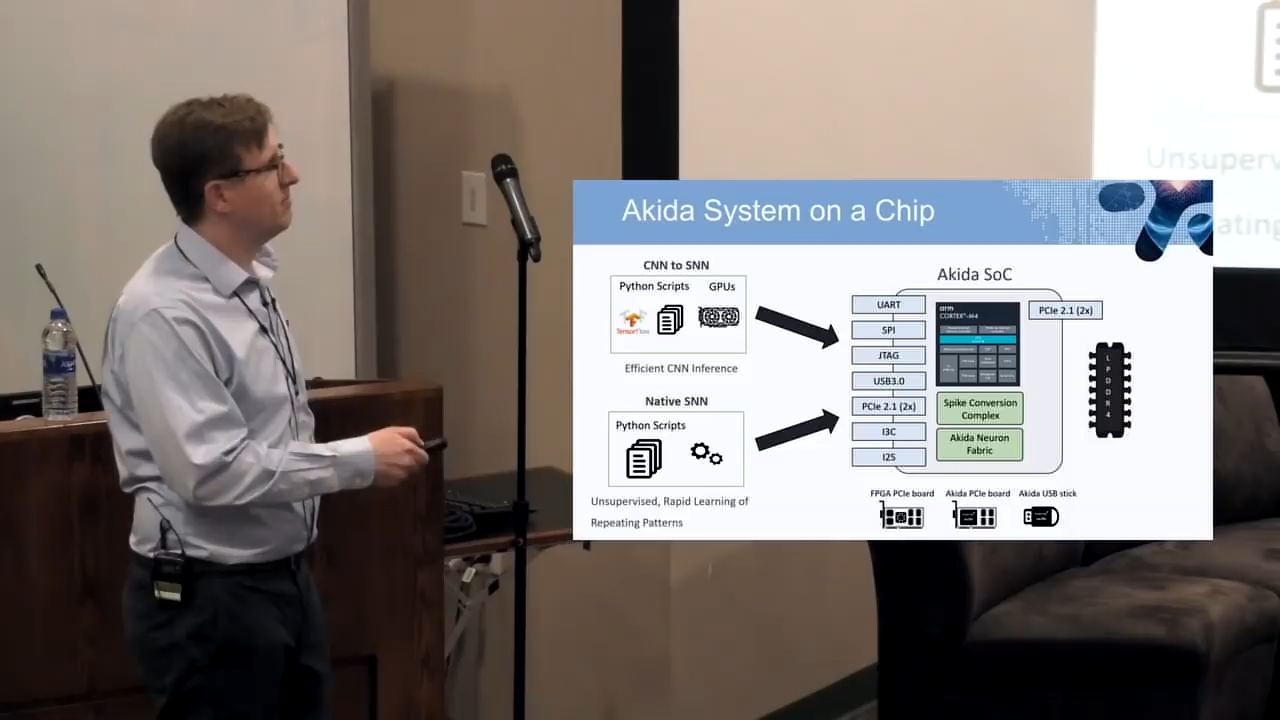 Unsuperv
ating
Akida System on a Chip
CNN to SNN
Python Scripts
GPUs
TensorFlow
Efficient CNN Inference
Native SNN
Python Scripts
Unsupervised, Rapid Learning of
Repeating Patterns
Akida SoC
UART
SPI
JTAG
USB3.0
PCIe 2.1 (2x)
I3C
I2S
arm
CORTEX®-M4
Spike Conversion
Complex
Akida Neuron
Fabric
PCIe 2.1 (2x)
LPDDR4
FPGA PCIe board
Akida PCIe board
Akida USB stick